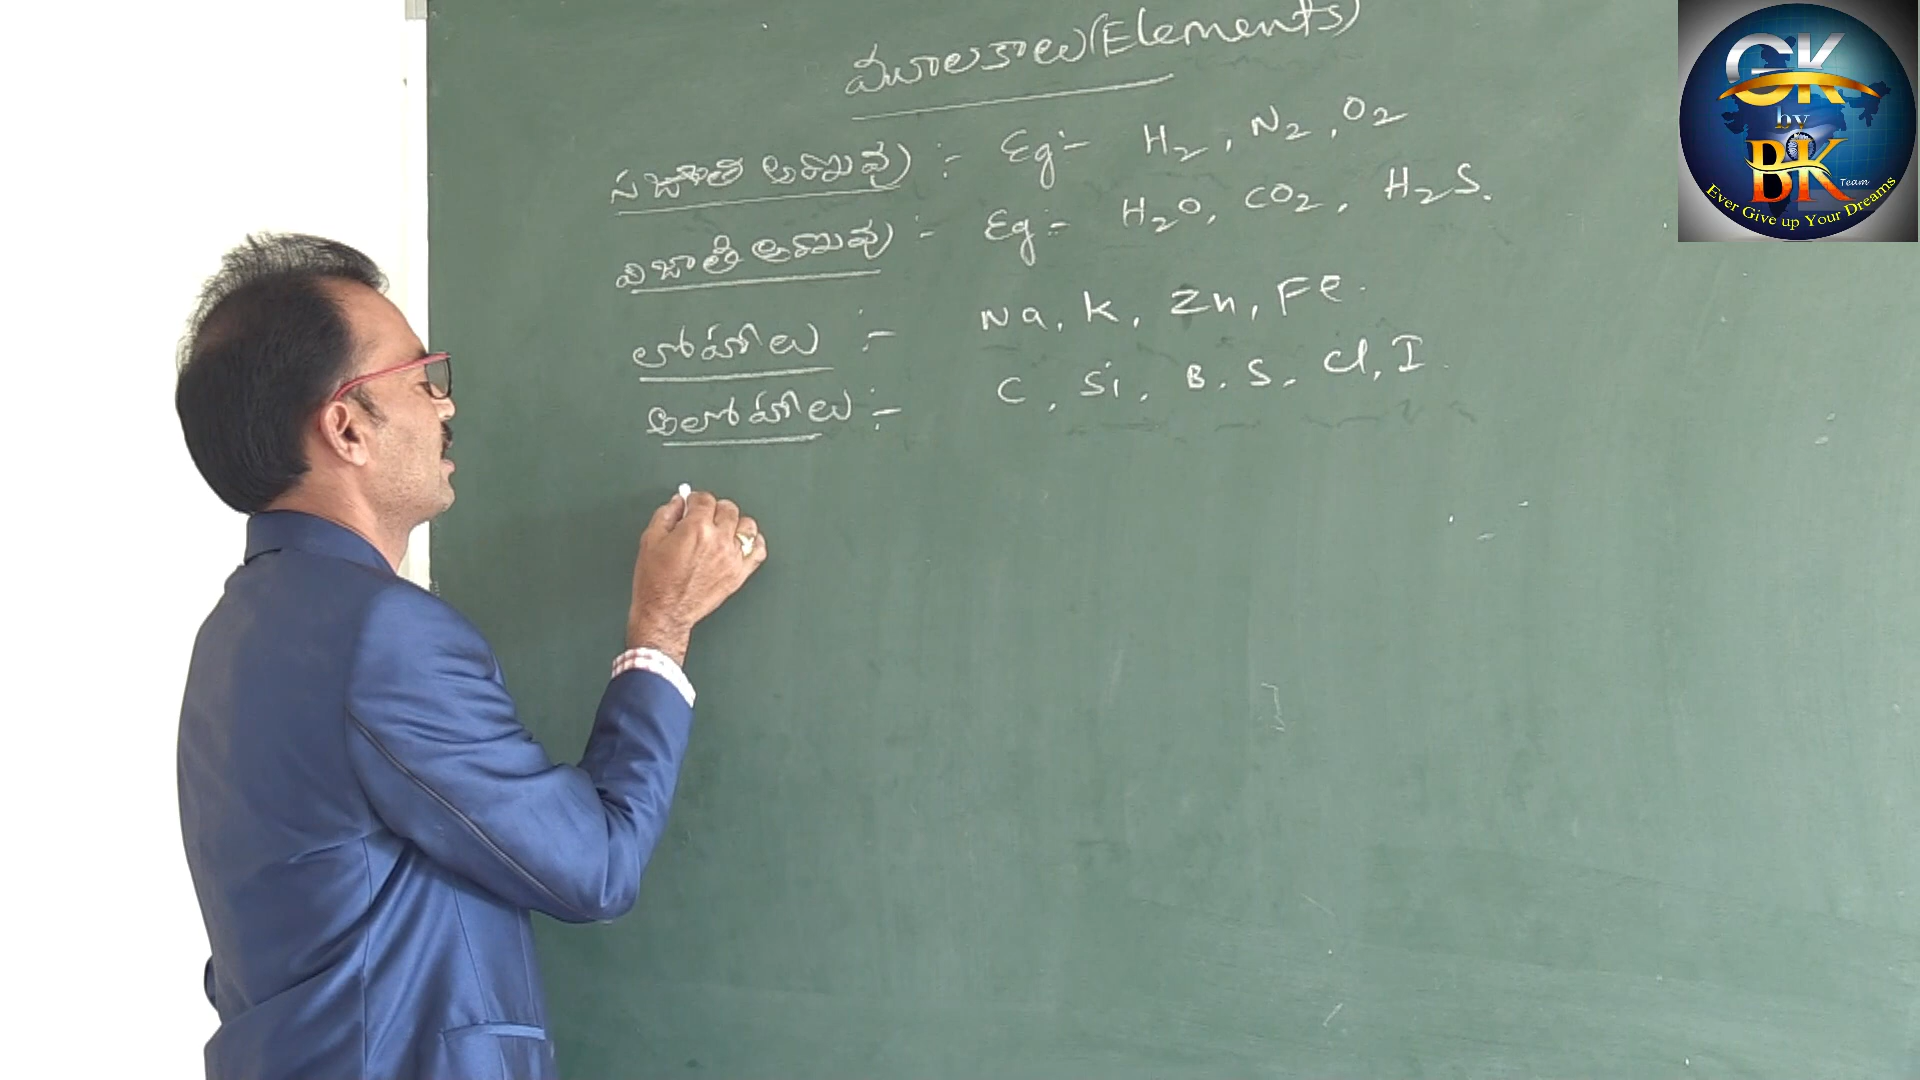 మూలకాలు(Elements)
సజాతి అణువు :- Eg:- H₂, N₂, O₂
విజాతి అణువు :- Eg:- H₂O, CO₂, H₂S.
లోహాలు :- Na, K, Zn, Fe.
అలోహాలు :- C, Si, B, S, Cl, I.
GK
by
BK
Team
Ever Give up Your Dreams